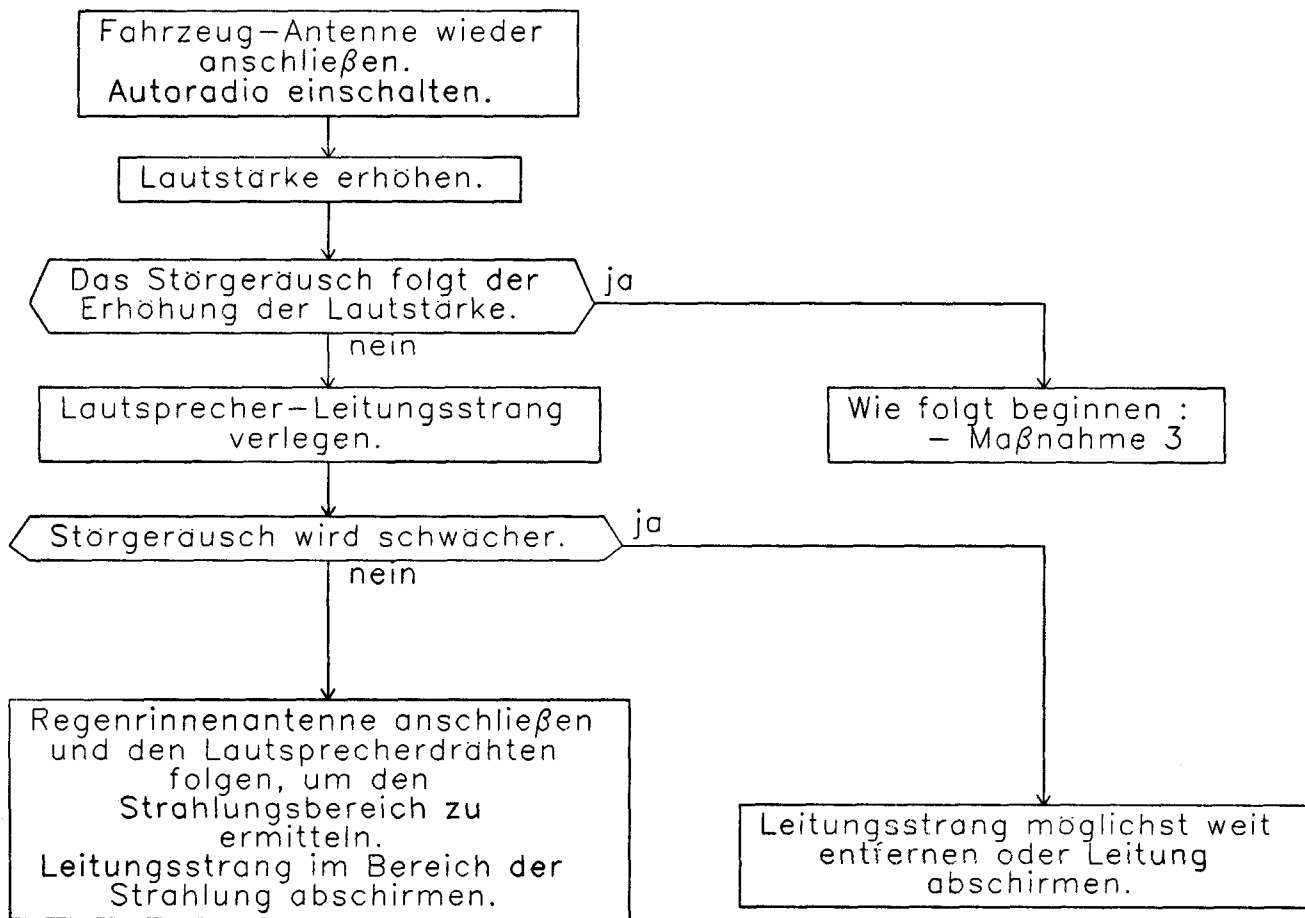 Fahrzeug-Antenne wieder
anschließen.
Autoradio einschalten.
Lautstärke erhöhen.
Das Störgeräusch folgt der
Erhöhung der Lautstärke.
ja
nein
Lautsprecher-Leitungsstrang
verlegen.
Wie folgt beginnen :
- Maßnahme 3
Störgeräusch wird schwächer.
ja
nein
Regenrinnenantenne anschließen
und den Lautsprecherdrähten
folgen, um den
Strahlungsbereich zu
ermitteln.
Leitungsstrang im Bereich der
Strahlung abschirmen.
Leitungsstrang möglichst weit
entfernen oder Leitung
abschirmen.